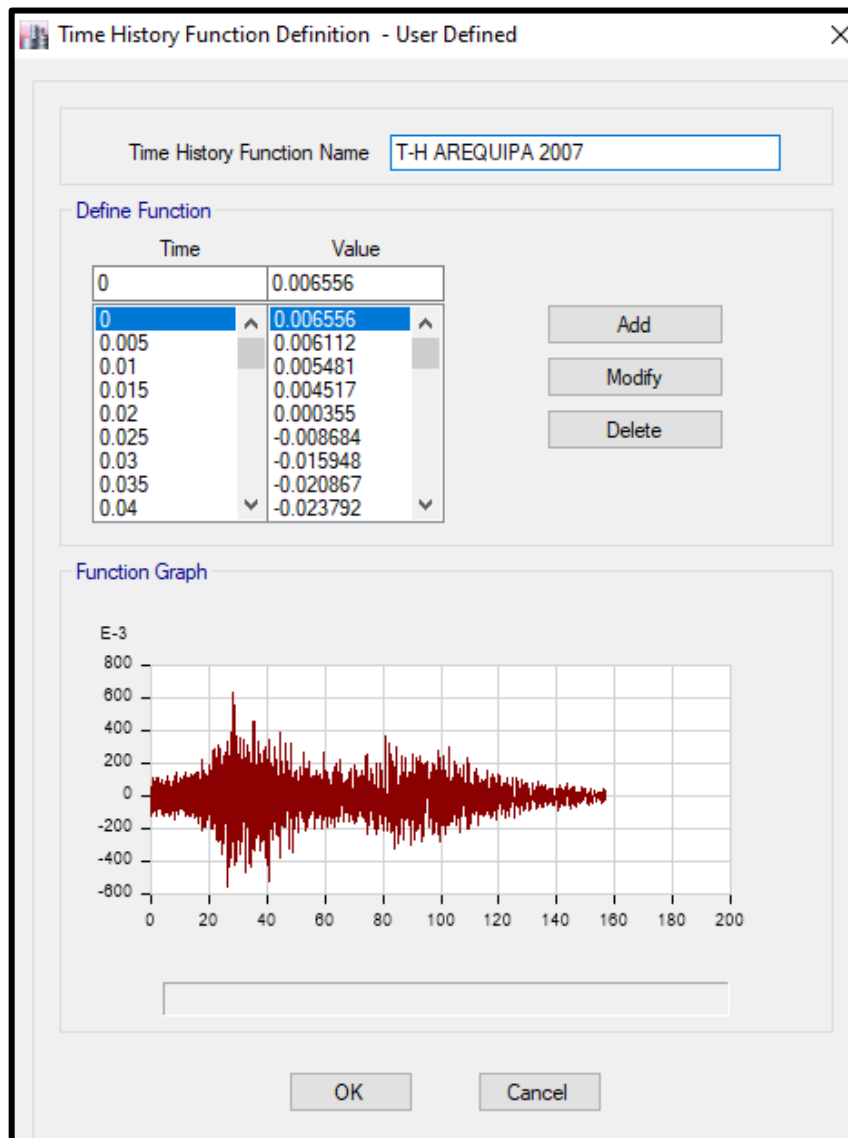 Time History Function Definition - User Defined
Time History Function Name T-H AREQUIPA 2007
Define Function
Time Value
0 0.006556
0 0.006556
0.005 0.006112
0.01 0.005481
0.015 0.004517
0.02 0.000355
0.025 -0.008684
0.03 -0.015948
0.035 -0.020867
0.04 -0.023792
Add
Modify
Delete
Function Graph
E-3
800
600
400
200
0
-200
-400
-600
0 20 40 60 80 100 120 140 160 180 200
OK Cancel